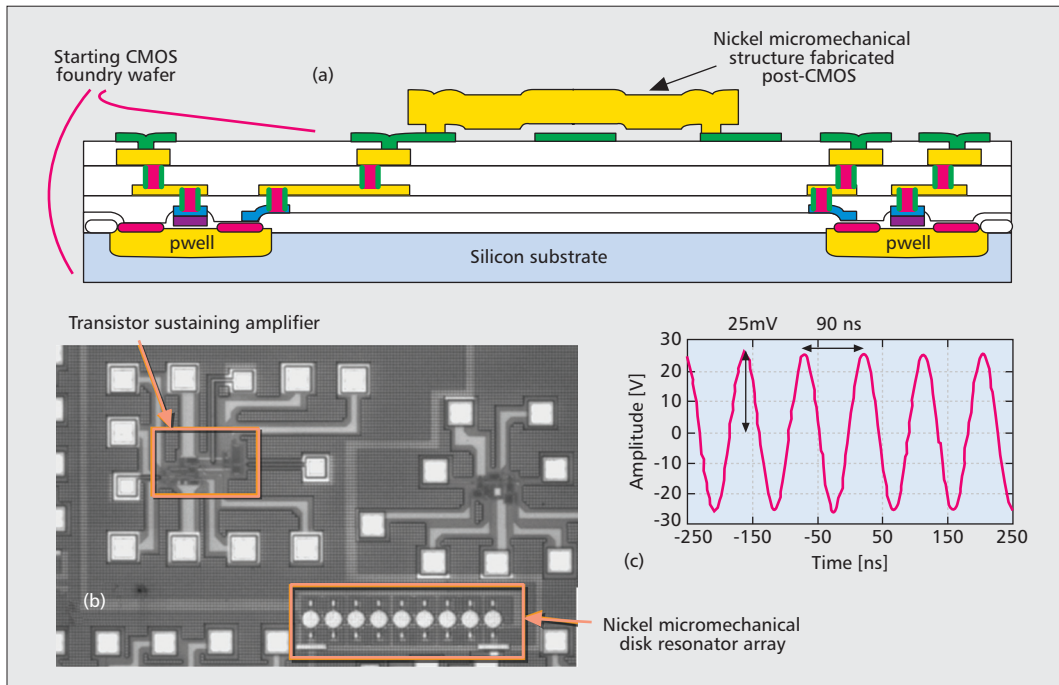 Starting CMOS
foundry wafer
(a)
Nickel micromechanical
structure fabricated
post-CMOS
pwell
Silicon substrate
pwell
Transistor sustaining amplifier
(b)
Nickel micromechanical
disk resonator array
25mV
90 ns
30
20
10
0
-10
-20
-30
Amplitude [V]
-250
-150
-50
50
150
250
(c)
Time [ns]